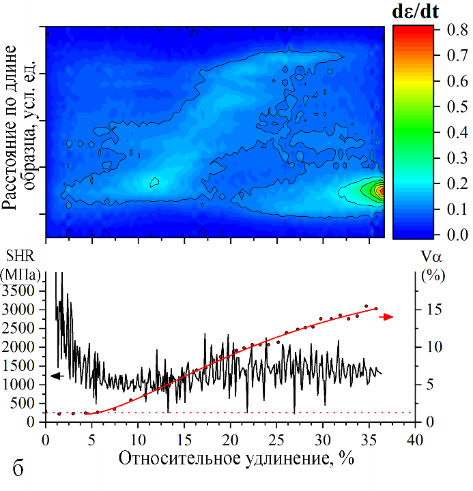 dε/dt
Расстояние по длине
образца, усл. ед.
0.8
0.7
0.6
0.5
0.4
0.3
0.2
0.1
0.0
SHR
(МПа)
Vα
(%)
3500
3000
2500
2000
1500
1000
500
0
15
10
5
0
0 5 10 15 20 25 30 35 40
Относительное удлинение, %
б